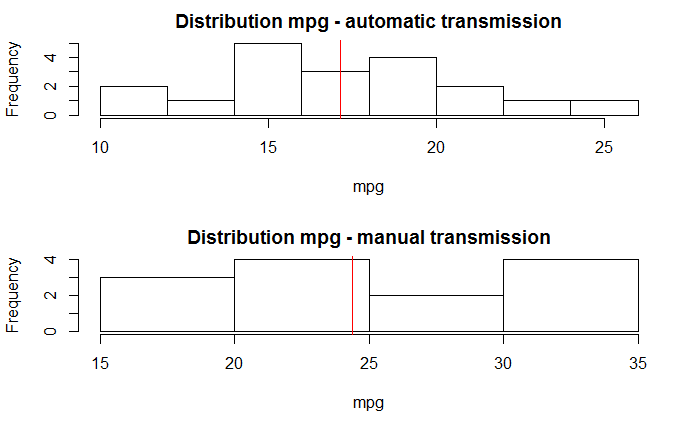 Distribution mpg - automatic transmission
Frequency
4
2
0
10 15 20 25
mpg
Distribution mpg - manual transmission
Frequency
4
2
0
15 20 25 30 35
mpg